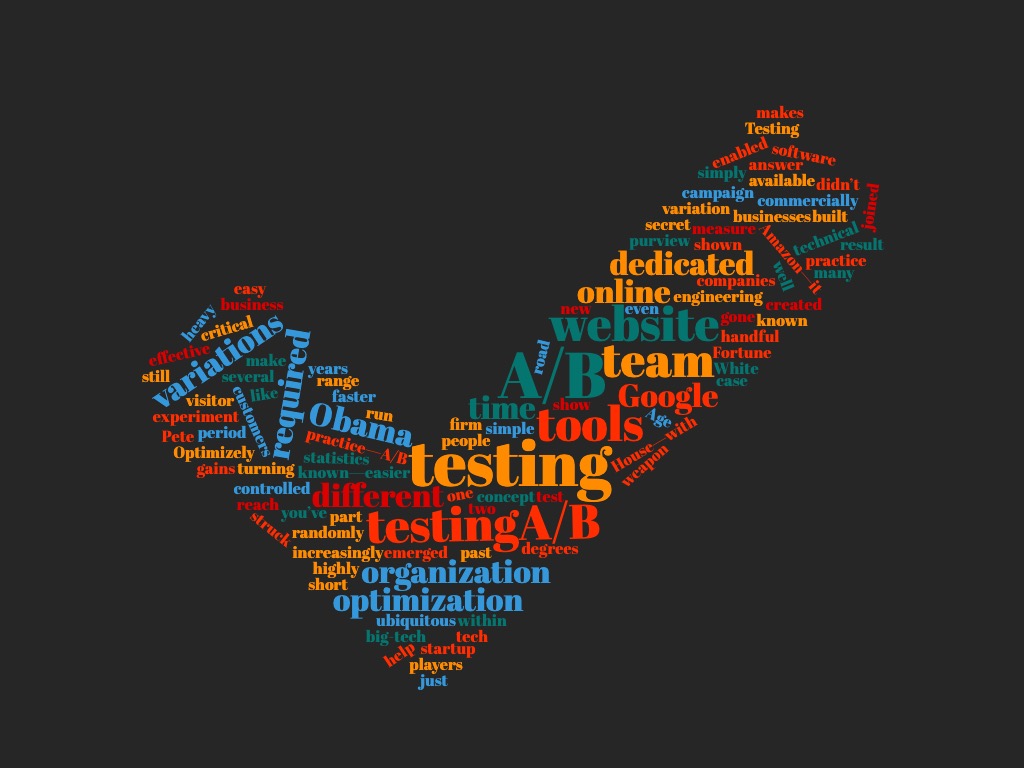 makes
Testing
enabled
software
answer
simply
available
didn't
joined
campaign
commercially
variation
businesses
built
secret
measure
Amazon—it
technical
purview
shown
result
practice
dedicated
well
many
companies
online
engineering
created
easy
business
new
even
gone
known
heavy
critical
variations
website
handful
effective
make
required
road
A/B
team
Fortune
White
still
several
like
years
range
case
visitor
customers
faster
Google
experiment
Obama
run
time
show
tools
Age
House—with
Pete
period
firm
simple
people
practice—A/B
Optimizely
statistics
testing
weapon
gains
turning
known—easier
controlled
different
one
concept
test
reach
struck
you've
part
two
testing
A/B
randomly
increasingly
emerged
past
degrees
highly
organization
short
optimization
ubiquitous
within
big-tech
tech
help
startup
players
just